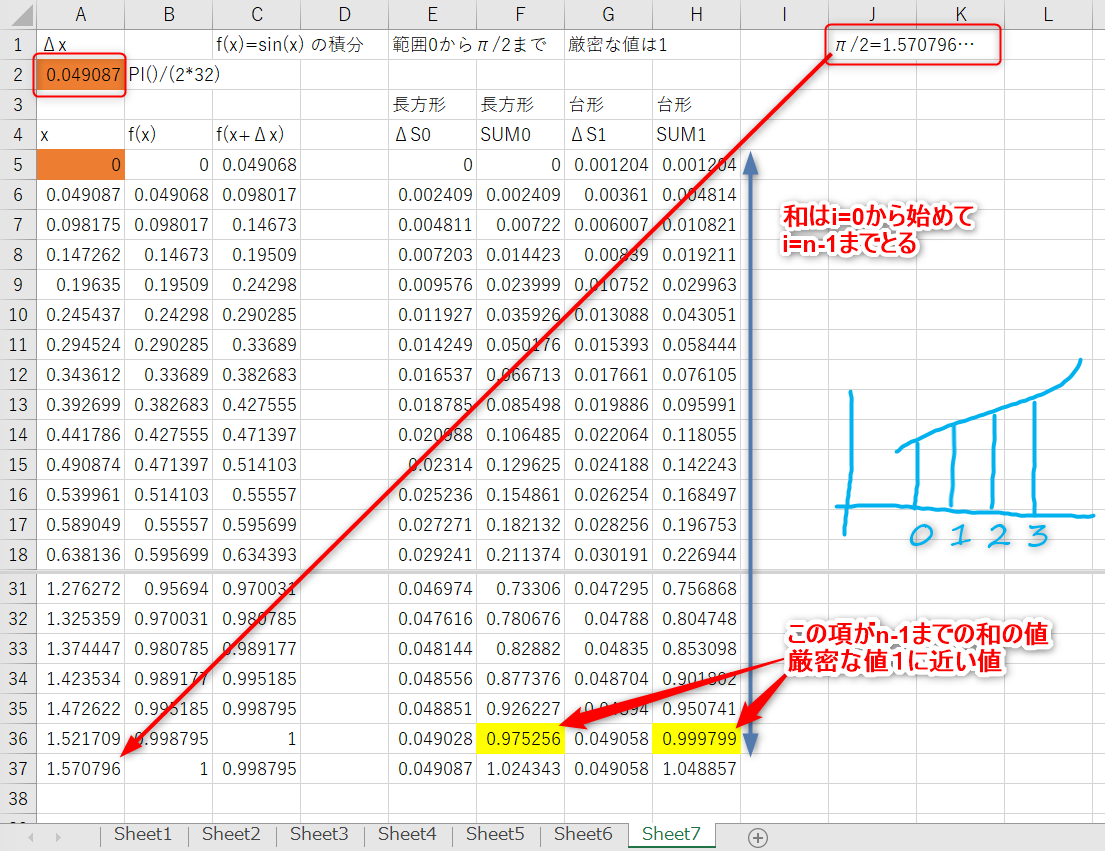 A B C D E F G H I J K L
1 Δx f(x)=sin(x) の積分 範囲0からπ/2まで 厳密な値は1 π/2=1.570796…
2 0.049087 PI()/(2*32)
3 長方形 長方形 台形 台形
4 x f(x) f(x+Δx) ΔS0 SUM0 ΔS1 SUM1
5 0 0 0.049068 0 0 0.001204 0.001204
6 0.049087 0.049068 0.098017 0.002409 0.002409 0.00361 0.004814
7 0.098175 0.098017 0.14673 0.004811 0.00722 0.006007 0.010821
8 0.147262 0.14673 0.19509 0.007203 0.014423 0.00839 0.019211
9 0.19635 0.19509 0.24298 0.009576 0.023999 0.010752 0.029963
10 0.245437 0.24298 0.290285 0.011927 0.035926 0.013088 0.043051
11 0.294524 0.290285 0.33689 0.014249 0.050176 0.015393 0.058444
12 0.343612 0.33689 0.382683 0.016537 0.066713 0.017661 0.076105
13 0.392699 0.382683 0.427555 0.018785 0.085498 0.019886 0.095991
14 0.441786 0.427555 0.471397 0.020988 0.106485 0.022064 0.118055
15 0.490874 0.471397 0.514103 0.02314 0.129625 0.024188 0.142243
16 0.539961 0.514103 0.55557 0.025236 0.154861 0.026254 0.168497
17 0.589049 0.55557 0.595699 0.027271 0.182132 0.028256 0.196753
18 0.638136 0.595699 0.634393 0.029241 0.211374 0.030191 0.226944
31 1.276272 0.95694 0.970031 0.046974 0.73306 0.047295 0.756868
32 1.325359 0.970031 0.980785 0.047616 0.780676 0.04788 0.804748
33 1.374447 0.980785 0.989177 0.048144 0.82882 0.04835 0.853098
34 1.423534 0.989177 0.995185 0.048556 0.877376 0.048704 0.901802
35 1.472622 0.995185 0.998795 0.048851 0.926227 0.04894 0.950741
36 1.521709 0.998795 1 0.049028 0.975256 0.049058 0.999799
37 1.570796 1 0.998795 0.049087 1.024343 0.049058 1.048857
38
和はi=0から始めて
i=n-1までとる
0 1 2 3
この項がn-1までの和の値
厳密な値1に近い値
Sheet1 Sheet2 Sheet3 Sheet4 Sheet5 Sheet6 Sheet7